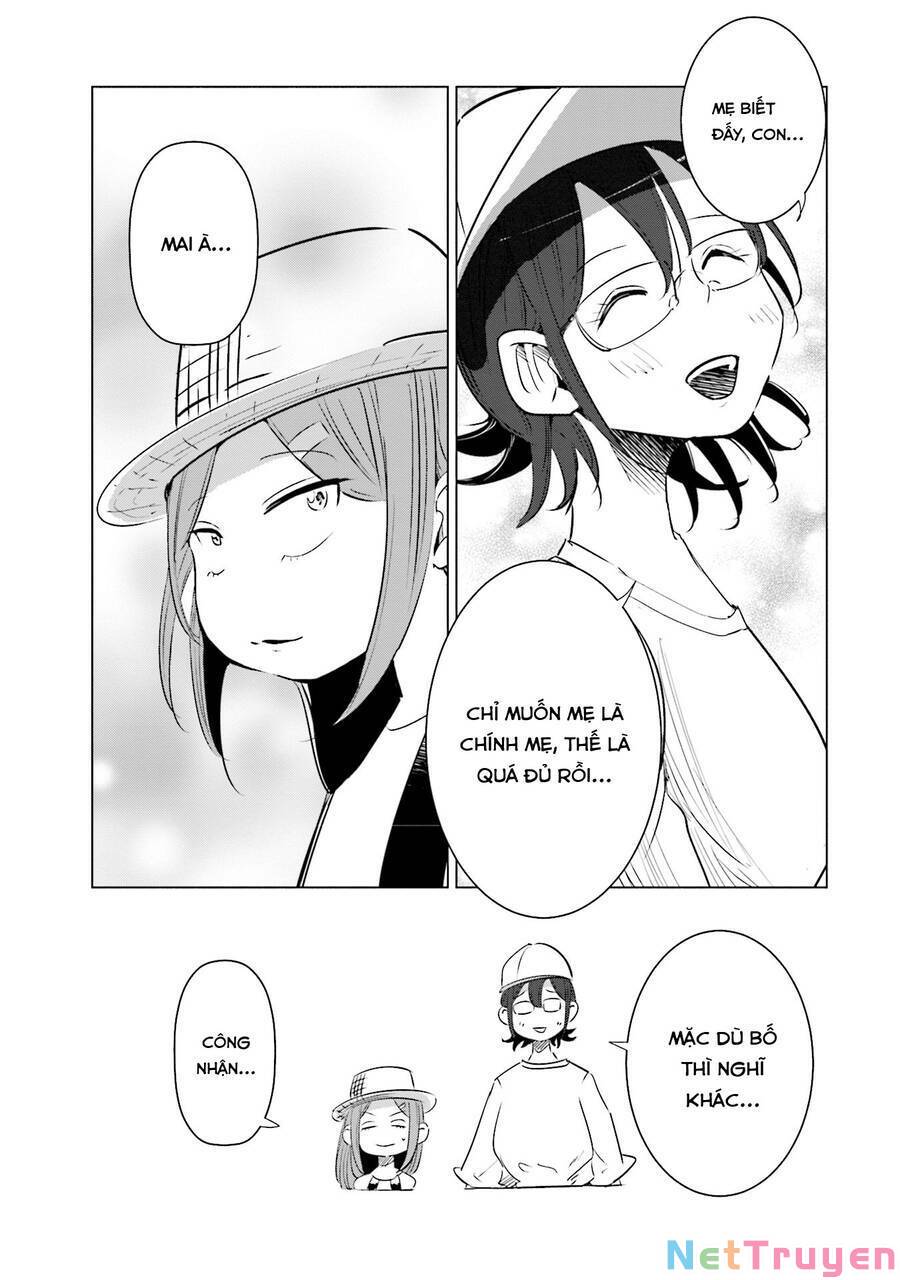 MẸ BIẾT
ĐẤY, CON...
CHỈ MUỐN MẸ LÀ
CHÍNH MẸ, THẾ LÀ
QUÁ ĐỦ RỒI...
MAI À...
MẶC DÙ BỐ
THÌ NGHĨ
KHÁC...
CÔNG
NHẬN...
NetTruyen